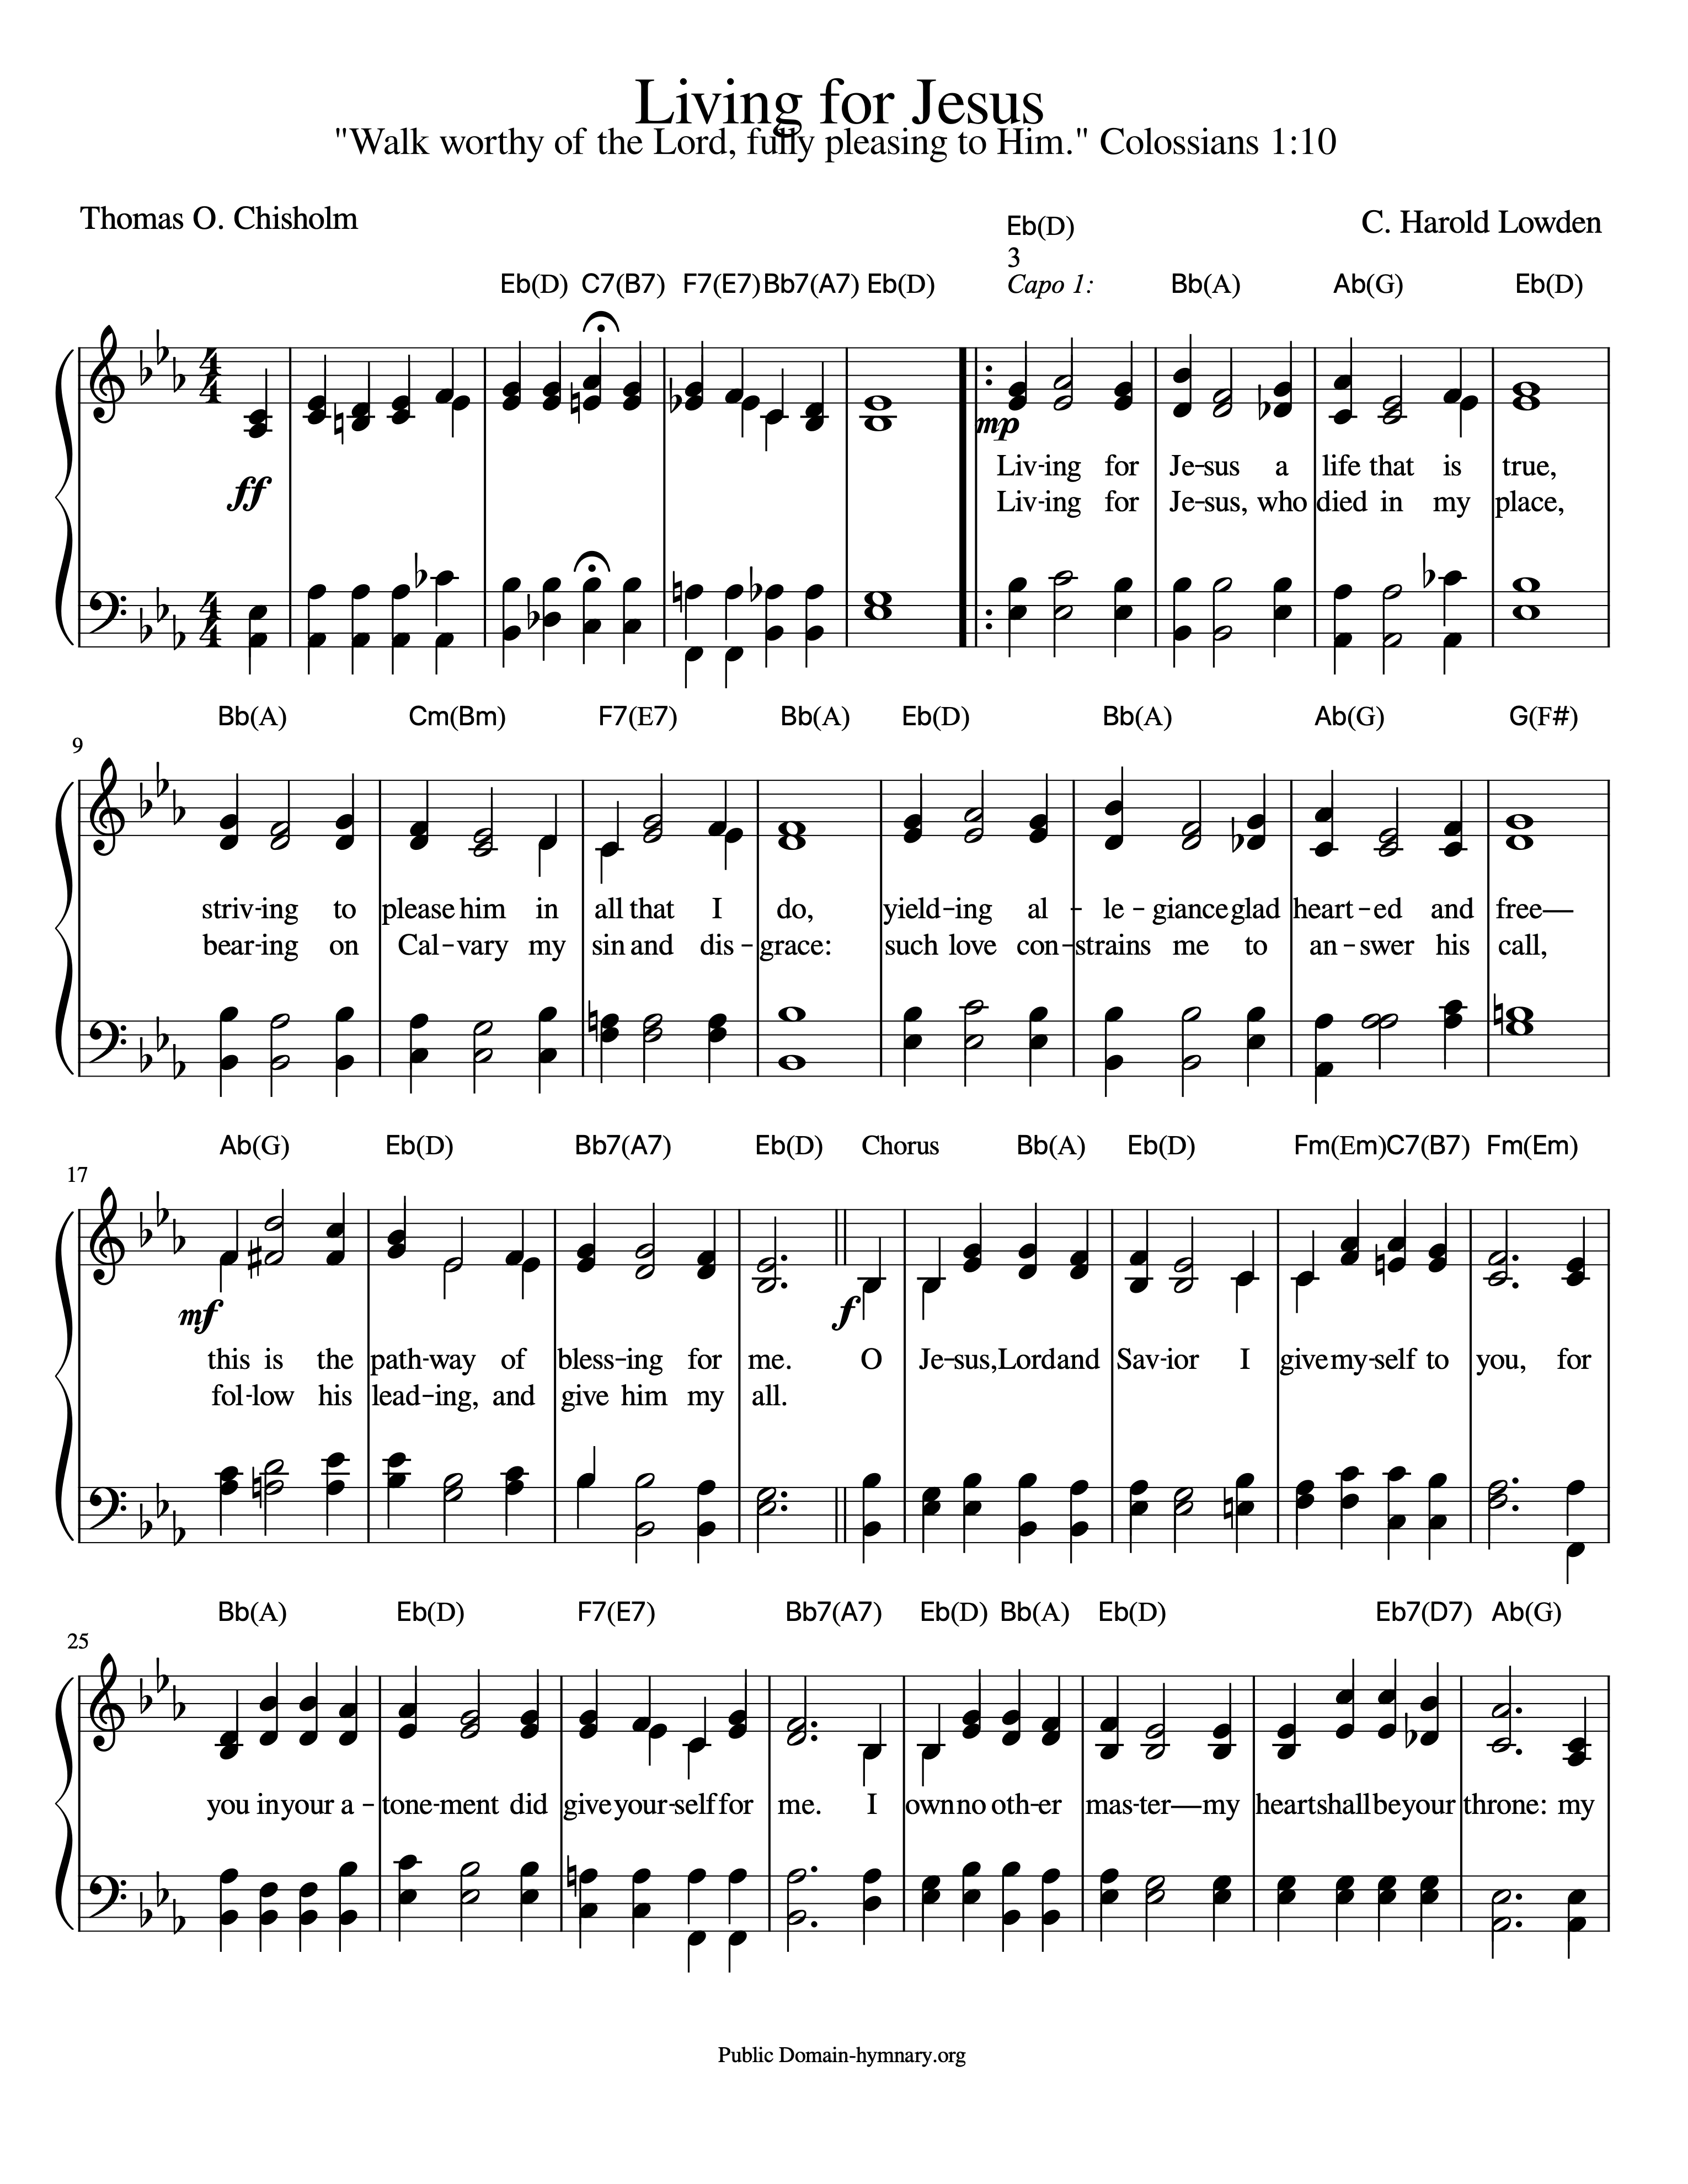 Living for Jesus
"Walk worthy of the Lord, fully pleasing to Him." Colossians 1:10
Thomas O. Chisholm
C. Harold Lowden
Eb(D)
3
Eb(D) C7(B7) F7(E7) Bb7(A7) Eb(D) Capo 1: Bb(A) Ab(G) Eb(D)
4
4
mp
Liv-ing for Je-sus a life that is true,
ff
Liv-ing for Je-sus, who died in my place,
4
4
Bb(A) Cm(Bm) F7(E7) Bb(A) Eb(D) Bb(A) Ab(G) G(F#)
9
striv-ing to please him in all that I do, yield-ing al-le-giance glad heart-ed and free—
bear-ing on Cal-vary my sin and dis-grace: such love con-strains me to an-swer his call,
Ab(G) Eb(D) Bb7(A7) Eb(D) Chorus Bb(A) Eb(D) Fm(Em) C7(B7) Fm(Em)
17
mf f
this is the path-way of bless-ing for me. O Je-sus, Lord and Sav-ior I give my-self to you, for
fol-low his lead-ing, and give him my all.
Bb(A) Eb(D) F7(E7) Bb7(A7) Eb(D) Bb(A) Eb(D) Eb7(D7) Ab(G)
25
you in your a-tone-ment did give your-self for me. I own no oth-er mas-ter—my heart shall be your throne: my
Public Domain-hymnary.org